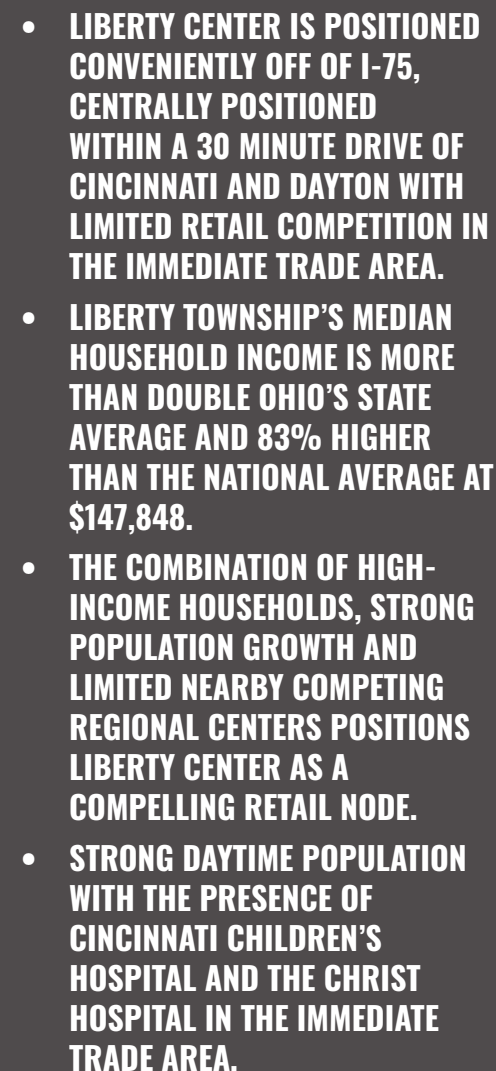 • LIBERTY CENTER IS POSITIONED
CONVENIENTLY OFF OF I-75,
CENTRALLY POSITIONED
WITHIN A 30 MINUTE DRIVE OF
CINCINNATI AND DAYTON WITH
LIMITED RETAIL COMPETITION IN
THE IMMEDIATE TRADE AREA.
• LIBERTY TOWNSHIP’S MEDIAN
HOUSEHOLD INCOME IS MORE
THAN DOUBLE OHIO’S STATE
AVERAGE AND 83% HIGHER
THAN THE NATIONAL AVERAGE AT
$147,848.
• THE COMBINATION OF HIGH-
INCOME HOUSEHOLDS, STRONG
POPULATION GROWTH AND
LIMITED NEARBY COMPETING
REGIONAL CENTERS POSITIONS
LIBERTY CENTER AS A
COMPELLING RETAIL NODE.
• STRONG DAYTIME POPULATION
WITH THE PRESENCE OF
CINCINNATI CHILDREN’S
HOSPITAL AND THE CHRIST
HOSPITAL IN THE IMMEDIATE
TRADE AREA.